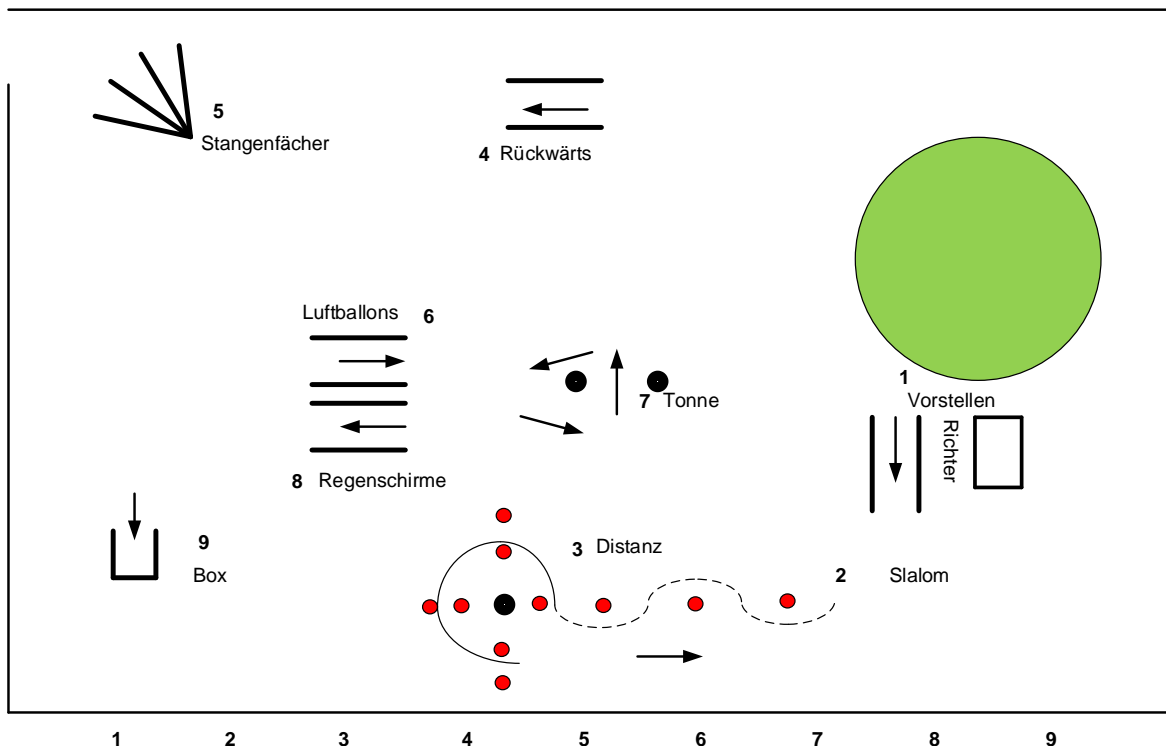 5
Stangenfächer
4 Rückwärts
Luftballons 6
1
Vorstellen
7 Tonne
Richter
8 Regenschirme
9
Box
3 Distanz
2 Slalom
1 2 3 4 5 6 7 8 9